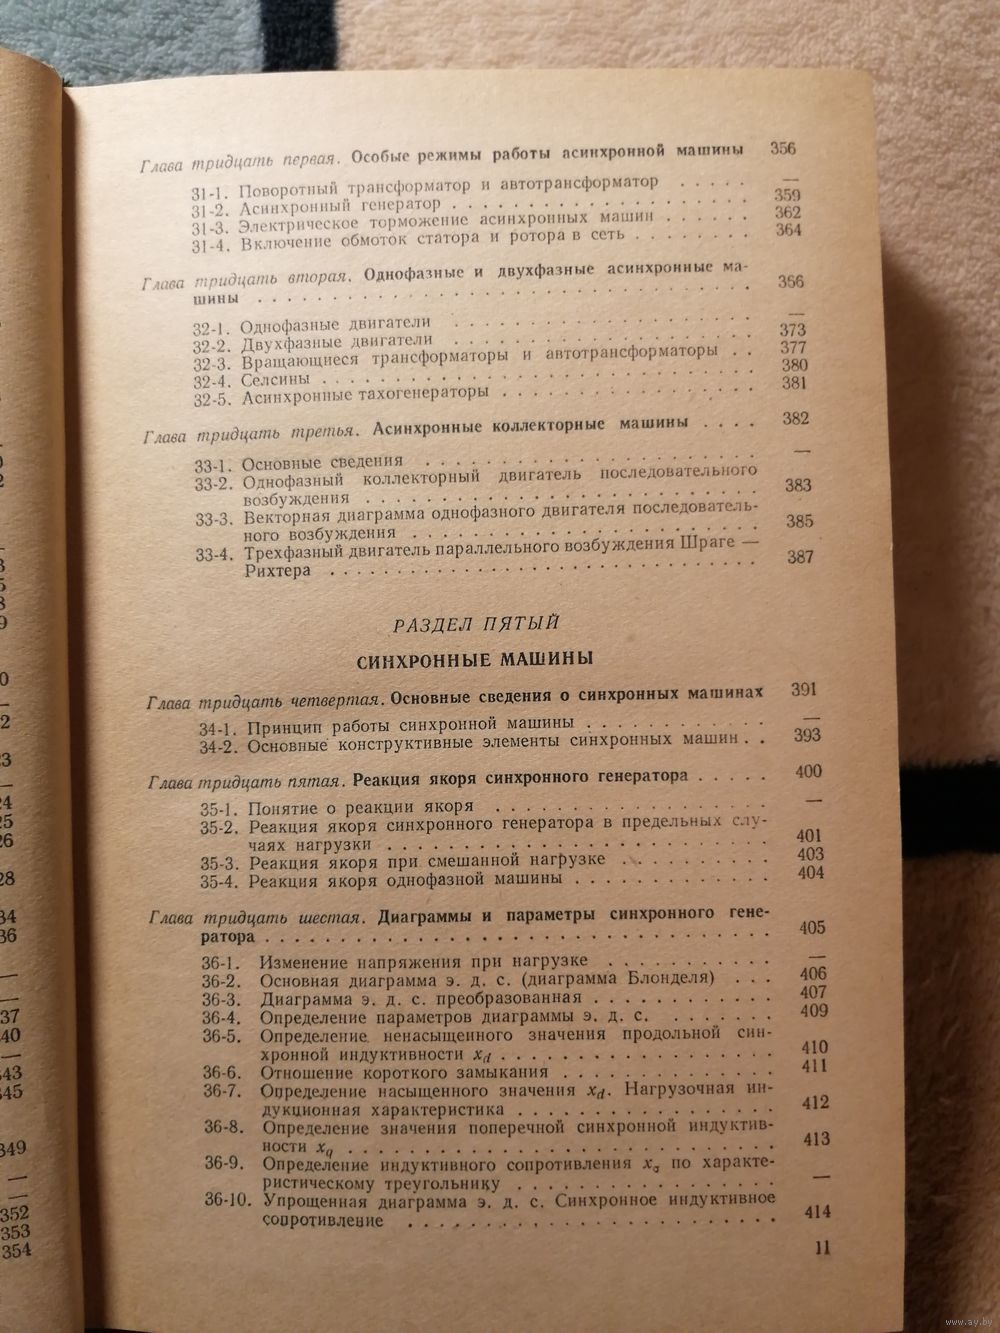 Глава тридцать первая. Особые режимы работы асинхронной машины 356
31-1. Поворотный трансформатор и автотрансформатор . . . . . —
31-2. Асинхронный генератор . . . . . . . . . . . . . . . . . 359
31-3. Электрическое торможение асинхронных машин . . . . . . 362
31-4. Включение обмоток статора и ротора в сеть . . . . . . . . 364
Глава тридцать вторая. Однофазные и двухфазные асинхронные ма-
шины . . . . . . . . . . . . . . . . . . . . . . . . . . . . . . 366
32-1. Однофазные двигатели . . . . . . . . . . . . . . . . . . —
32-2. Двухфазные двигатели . . . . . . . . . . . . . . . . . . 373
32-3. Вращающиеся трансформаторы и автотрансформаторы . . 377
32-4. Селсины . . . . . . . . . . . . . . . . . . . . . . . . . 380
32-5. Асинхронные тахогенераторы . . . . . . . . . . . . . . 381
Глава тридцать третья. Асинхронные коллекторные машины . . . . 382
33-1. Основные сведения . . . . . . . . . . . . . . . . . . . —
33-2. Однофазный коллекторный двигатель последовательного
возбуждения . . . . . . . . . . . . . . . . . . . . . . . 383
33-3. Векторная диаграмма однофазного двигателя последователь-
ного возбуждения . . . . . . . . . . . . . . . . . . . . 385
33-4. Трехфазный двигатель параллельного возбуждения Шраге —
Рихтера . . . . . . . . . . . . . . . . . . . . . . . . . 387
РАЗДЕЛ ПЯТЫЙ
СИНХРОННЫЕ МАШИНЫ
Глава тридцать четвертая. Основные сведения о синхронных машинах 391
34-1. Принцип работы синхронной машины . . . . . . . . . . . —
34-2. Основные конструктивные элементы синхронных машин . . 393
Глава тридцать пятая. Реакция якоря синхронного генератора . . . . . 400
35-1. Понятие о реакции якоря . . . . . . . . . . . . . . . . —
35-2. Реакция якоря синхронного генератора в предельных слу-
чаях нагрузки . . . . . . . . . . . . . . . . . . . . . . 401
35-3. Реакция якоря при смешанной нагрузке . . . . . . . . . 403
35-4. Реакция якоря однофазной машины . . . . . . . . . . . . 404
Глава тридцать шестая. Диаграммы и параметры синхронного гене-
ратора . . . . . . . . . . . . . . . . . . . . . . . . . . . . . 405
36-1. Изменение напряжения при нагрузке . . . . . . . . . . . —
36-2. Основная диаграмма э. д. с. (диаграмма Блонделя) . . . 406
36-3. Диаграмма э. д. с. преобразованная . . . . . . . . . . . 407
36-4. Определение параметров диаграммы э. д. с. . . . . . . . 409
36-5. Определение ненасыщенного значения продольной син-
хронной индуктивности xd . . . . . . . . . . . . . . . . 410
36-6. Отношение короткого замыкания . . . . . . . . . . . . . 411
36-7. Определение насыщенного значения xd. Нагрузочная ин-
дукционная характеристика . . . . . . . . . . . . . . . . 412
36-8. Определение значения поперечной синхронной индуктив-
ности xq . . . . . . . . . . . . . . . . . . . . . . . . . 413
36-9. Определение индуктивного сопротивления xэ по характе-
ристическому треугольнику . . . . . . . . . . . . . . . . —
36-10. Упрощенная диаграмма э. д. с. Синхронное индуктивное
сопротивление . . . . . . . . . . . . . . . . . . . . . . 414
11
349
352
353
354
www.ay.by